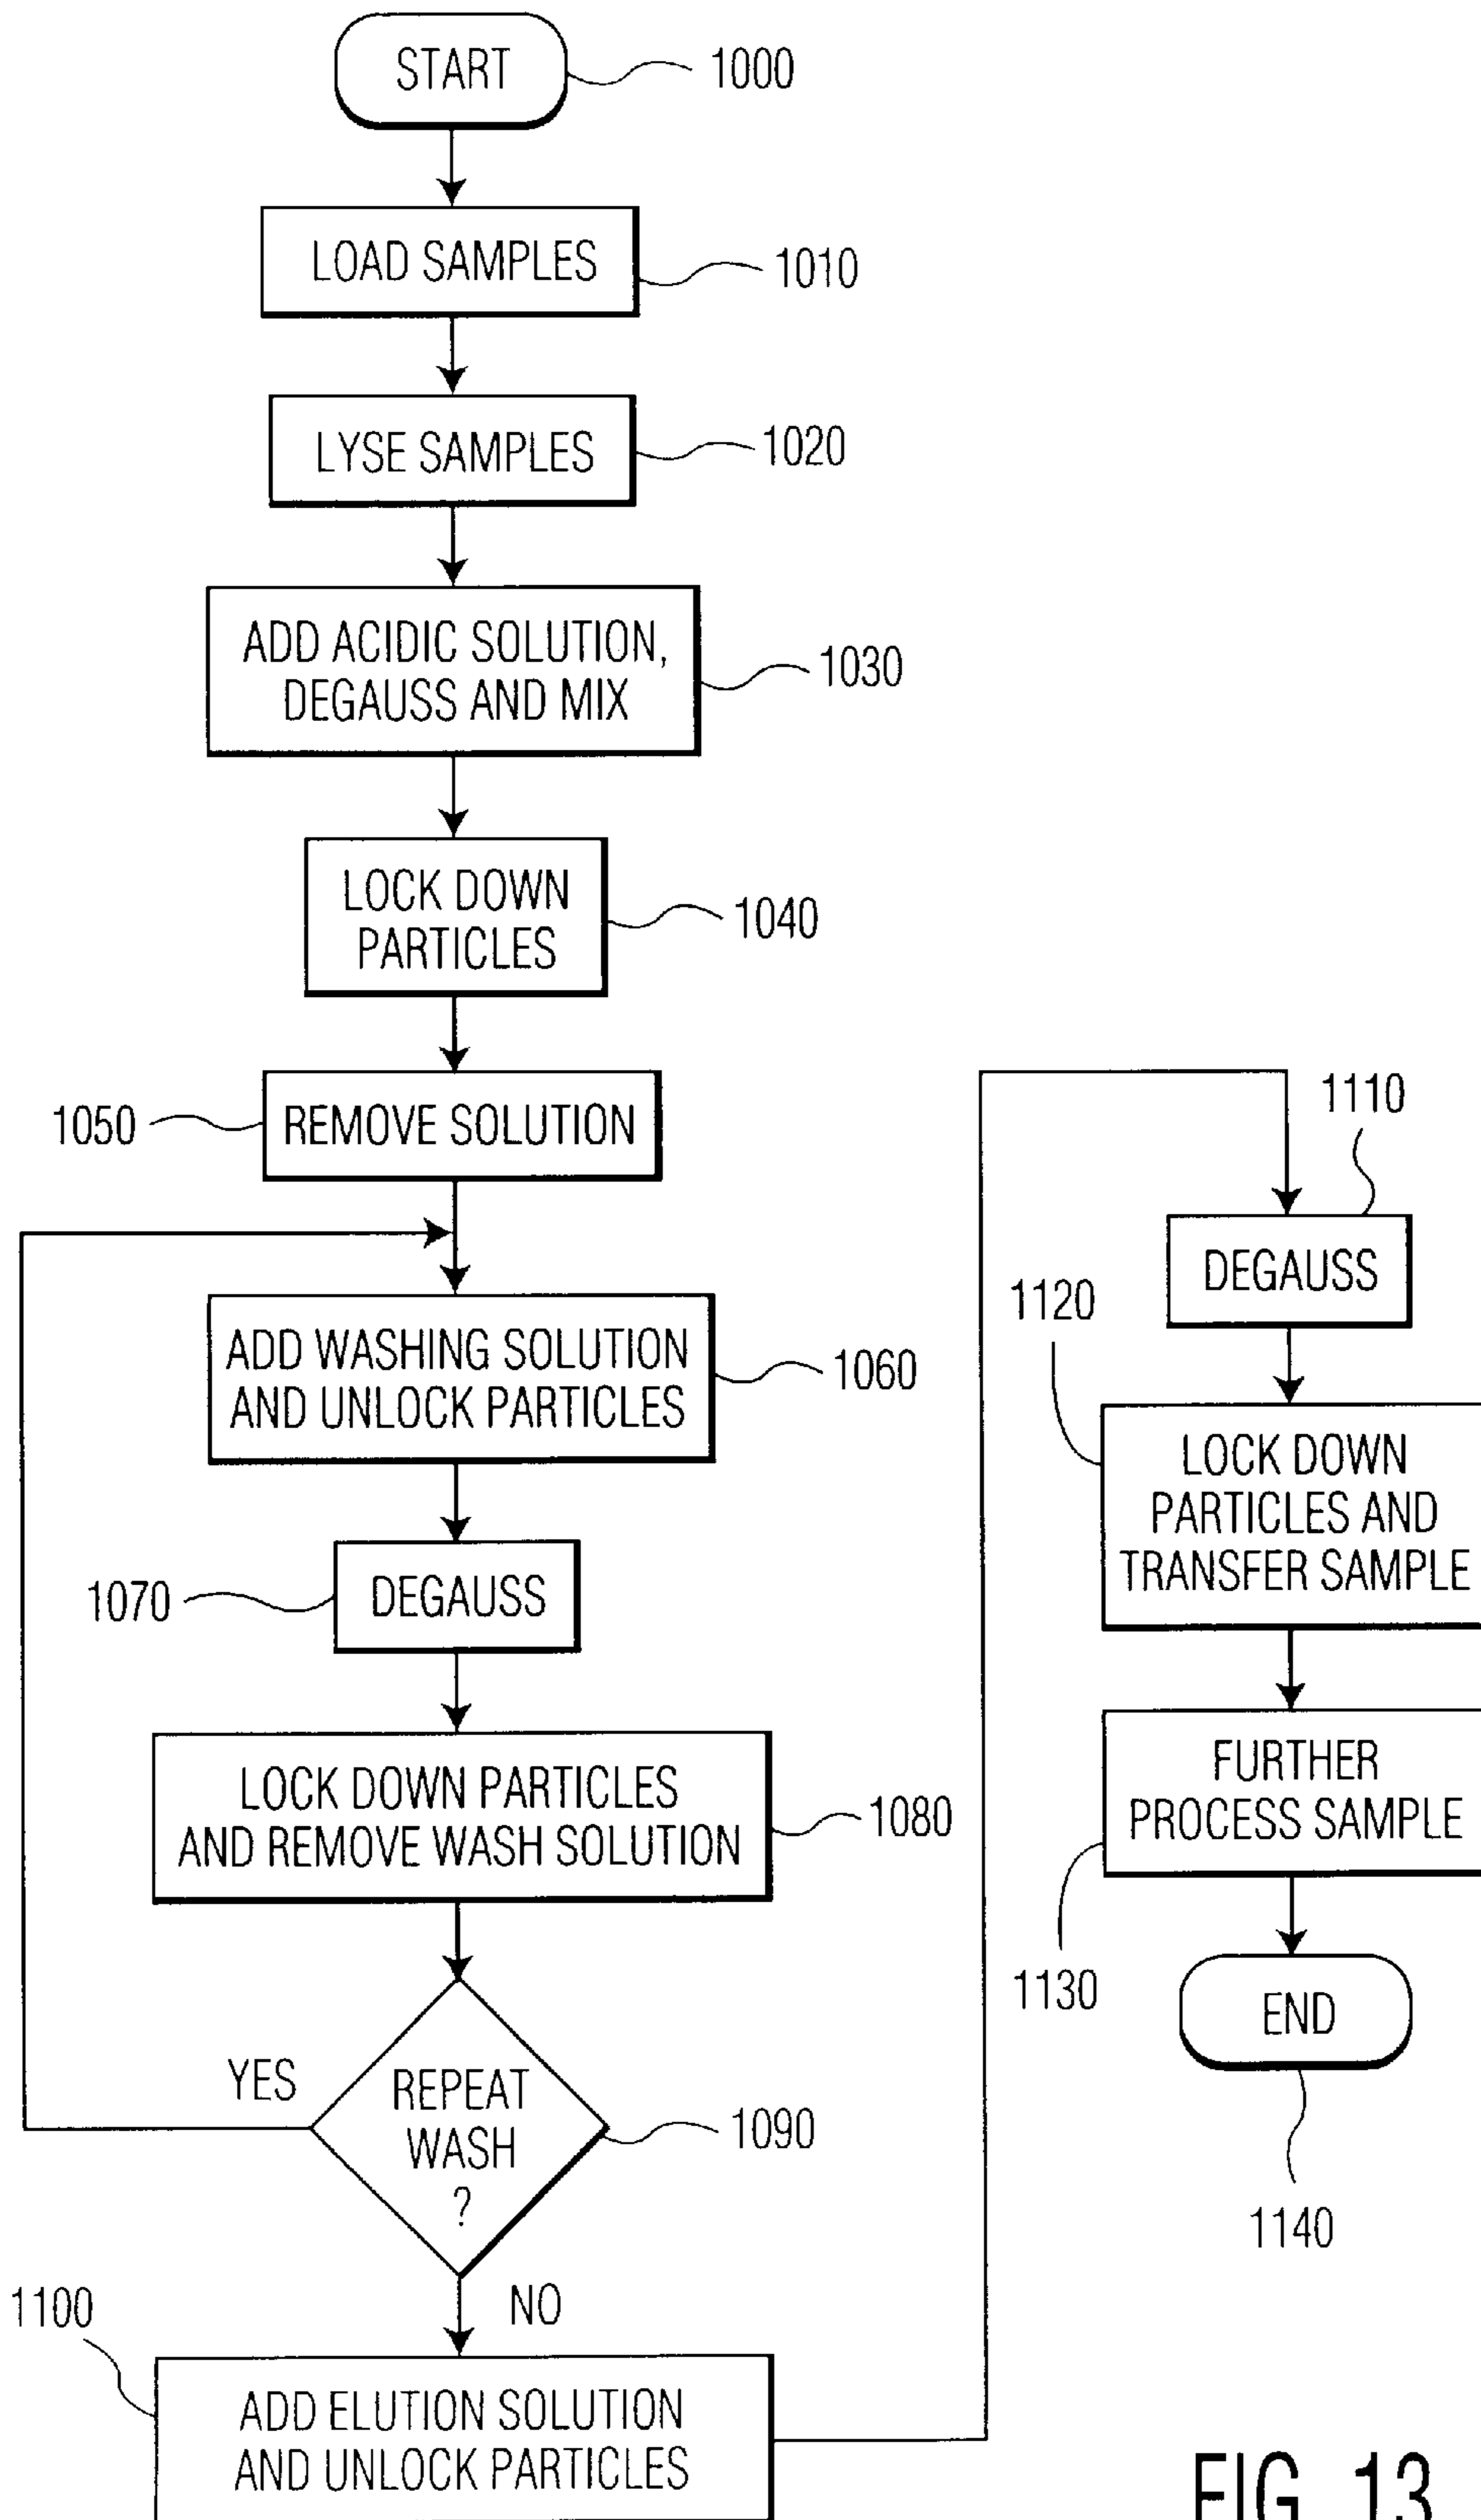 START
1000
LOAD SAMPLES
1010
LYSE SAMPLES
1020
ADD ACIDIC SOLUTION,
DEGAUSS AND MIX
1030
LOCK DOWN
PARTICLES
1040
1050
REMOVE SOLUTION
ADD WASHING SOLUTION
AND UNLOCK PARTICLES
1060
1070
DEGAUSS
LOCK DOWN PARTICLES
AND REMOVE WASH SOLUTION
1080
YES
REPEAT
WASH
?
1090
NO
1100
ADD ELUTION SOLUTION
AND UNLOCK PARTICLES
1110
DEGAUSS
1120
LOCK DOWN
PARTICLES AND
TRANSFER SAMPLE
FURTHER
PROCESS SAMPLE
1130
END
1140
FIG. 13